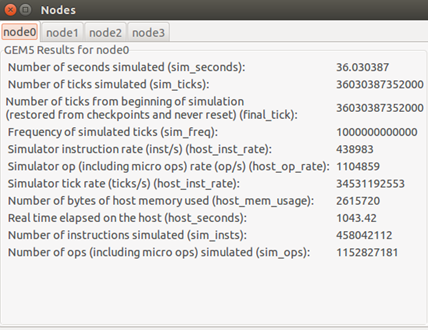 Nodes
node0 node1 node2 node3
GEM5 Results for node0
Number of seconds simulated (sim_seconds): 36.030387
Number of ticks simulated (sim_ticks): 36030387352000
Number of ticks from beginning of simulation
(restored from checkpoints and never reset) (final_tick): 36030387352000
Frequency of simulated ticks (sim_freq): 1000000000000
Simulator instruction rate (inst/s) (host_inst_rate): 438983
Simulator op (including micro ops) rate (op/s) (host_op_rate): 1104859
Simulator tick rate (ticks/s) (host_inst_rate): 34531192553
Number of bytes of host memory used (host_mem_usage): 2615720
Real time elapsed on the host (host_seconds): 1043.42
Number of instructions simulated (sim_insts): 458042112
Number of ops (including micro ops) simulated (sim_ops): 1152827181